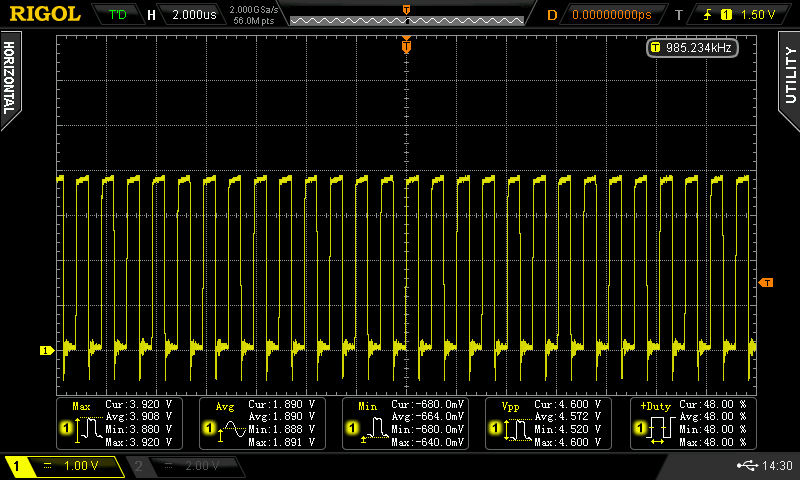 RIGOL T'D H 2.000us 2.000GSa/s 56.0M pts T D 0.00000000ps T 1 1.50 V
HORIZONTAL
UTILITY
T
T 985.234kHz
T
1
Max Cur:3.920 V
Avg:3.908 V
1 Min:3.880 V
Max:3.920 V
Avg Cur:1.890 V
Avg:1.890 V
1 Min:1.888 V
Max:1.891 V
Min Cur:-680.0mV
Avg:-664.0mV
1 Min:-680.0mV
Max:-640.0mV
Vpp Cur:4.600 V
Avg:4.572 V
1 Min:4.520 V
Max:4.600 V
+Duty Cur:48.00 %
Avg:48.00 %
1 Min:48.00 %
Max:48.00 %
1 1.00 V 2 2.00 V 14:30